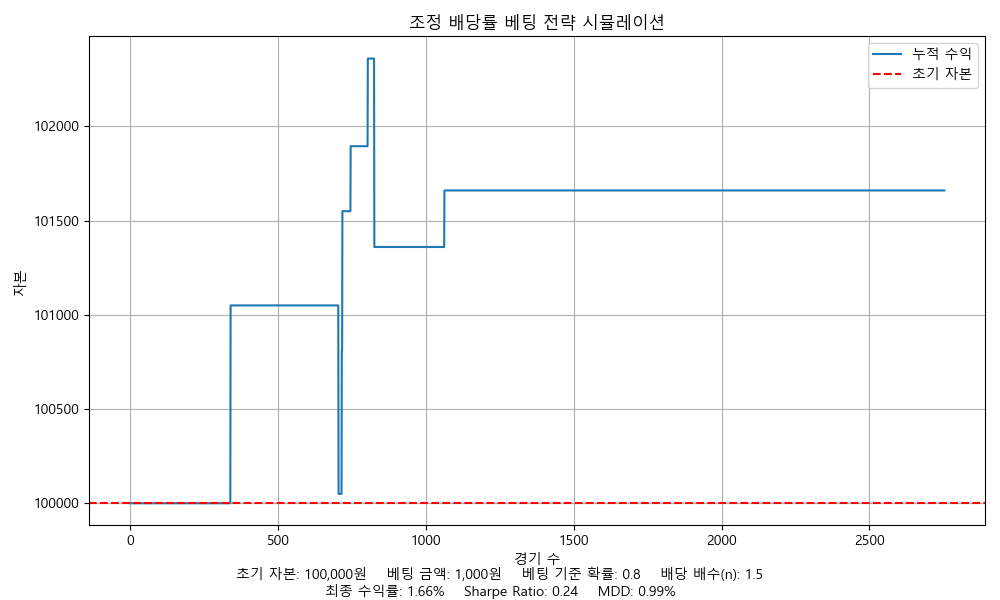 조정 배당률 베팅 전략 시뮬레이션
누적 수익
초기 자본
자본
102000
101500
101000
100500
100000
0 500 1000 1500 2000 2500
경기 수
초기 자본: 100,000원 베팅 금액: 1,000원 베팅 기준 확률: 0.8 배당 배수(n): 1.5
최종 수익률: 1.66% Sharpe Ratio: 0.24 MDD: 0.99%